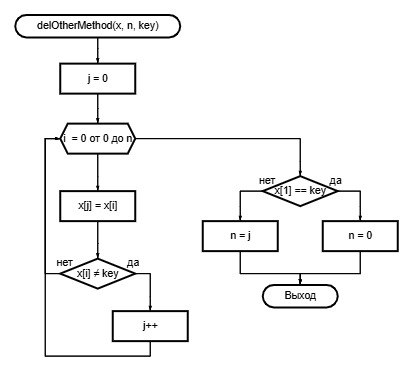 delOtherMethod(x, n, key)
j = 0
i = 0 от 0 до n
нет
да
x[1] == key
x[j] = x[i]
n = j
n = 0
нет
да
x[i] ≠ key
Выход
j++